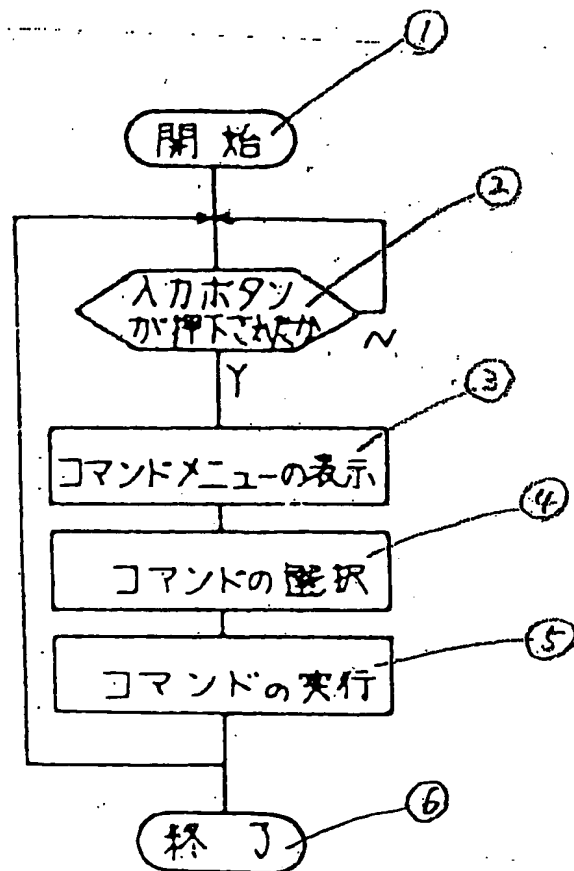 ①
開始
②
入力ボタン
が押下されたか
N
Y
③
コマンドメニューの表示
④
コマンドの選択
⑤
コマンドの実行
⑥
終了